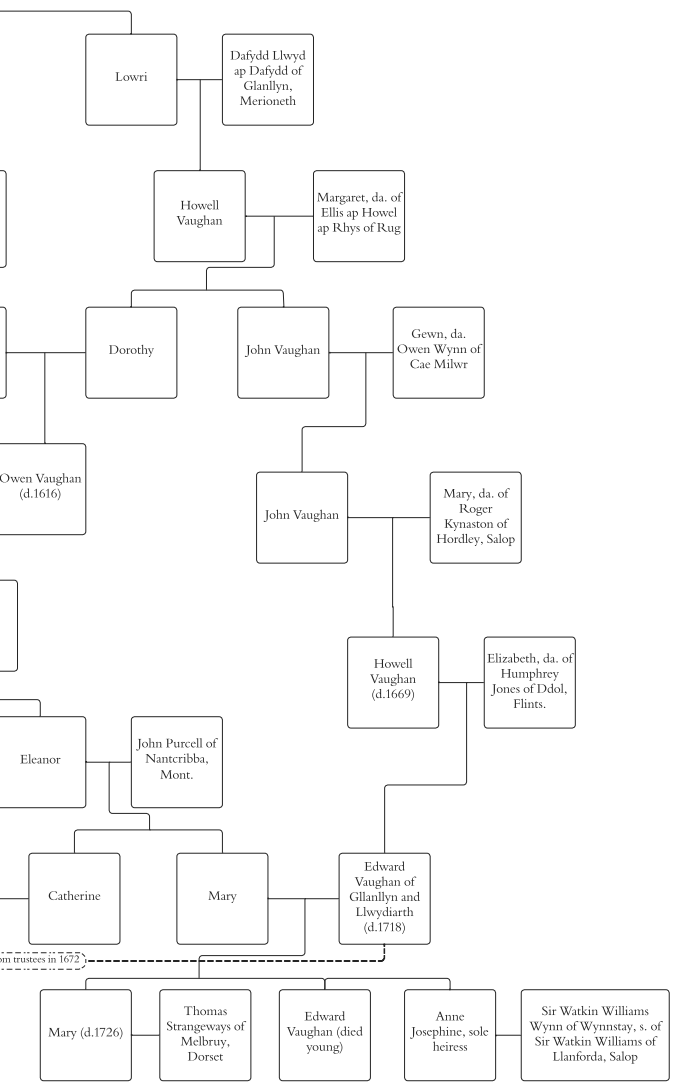 Lowri
Dafydd Llwyd
ap Dafydd of
Glanllyn,
Merioneth
Howell
Vaughan
Margaret, da. of
Ellis ap Howel
ap Rhys of Rug
Dorothy
John Vaughan
Gewn, da.
Owen Wynn of
Cae Milwr
Owen Vaughan
(d.1616)
John Vaughan
Mary, da. of
Roger
Kynaston of
Hordley, Salop
Howell
Vaughan
(d.1669)
Elizabeth, da. of
Humphrey
Jones of Ddol,
Flints.
Eleanor
John Purcell of
Nantcribba,
Mont.
Catherine
Mary
Edward
Vaughan of
Gllanllyn and
Llwydiarth
(d.1718)
om trustees in 1672
Mary (d.1726)
Thomas
Strangeways of
Melbruy,
Dorset
Edward
Vaughan (died
young)
Anne
Josephine, sole
heiress
Sir Watkin Williams
Wynn of Wynnstay, s. of
Sir Watkin Williams of
Llanforda, Salop